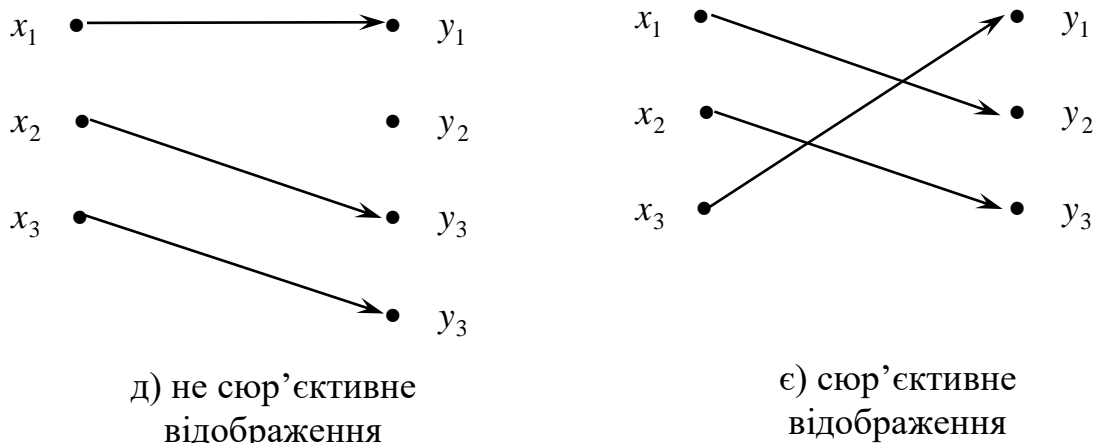 x₁ y₁
x₂ y₂
x₃ y₃
y₃
д) не сюр’єктивне
відображення
x₁ y₁
x₂ y₂
x₃ y₃
є) сюр’єктивне
відображення